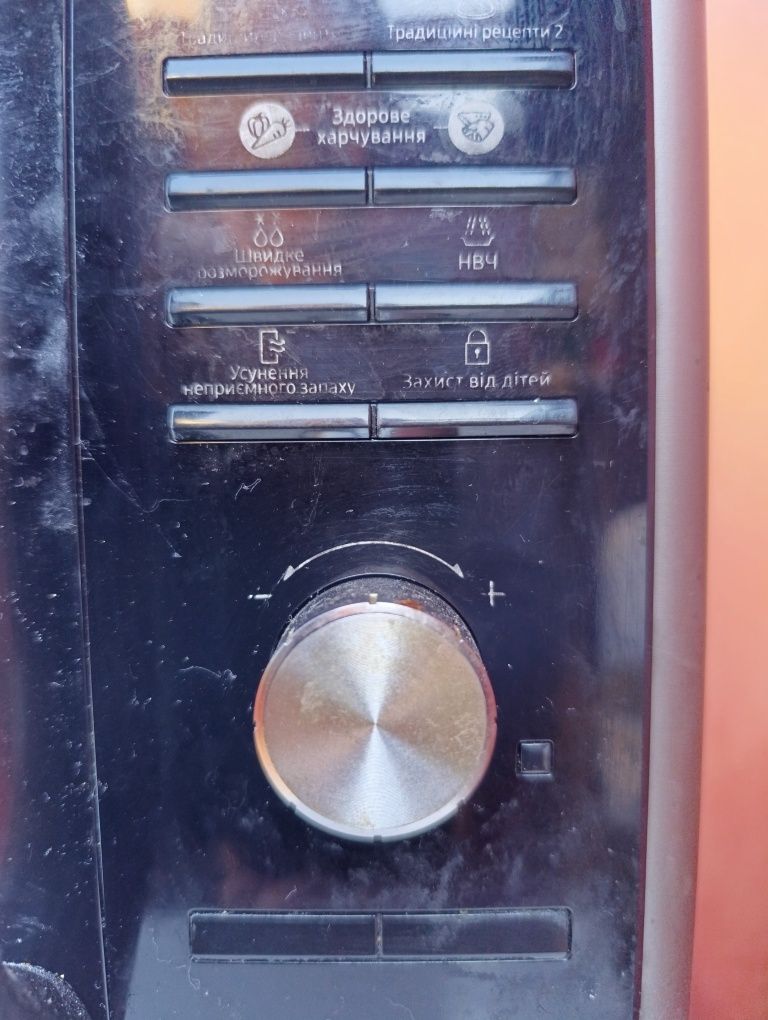 Традиційні рецепти 2
Здорове
харчування
Швидке
розморожування
НВЧ
Усунення
неприємного запаху
Захист від дітей
- +